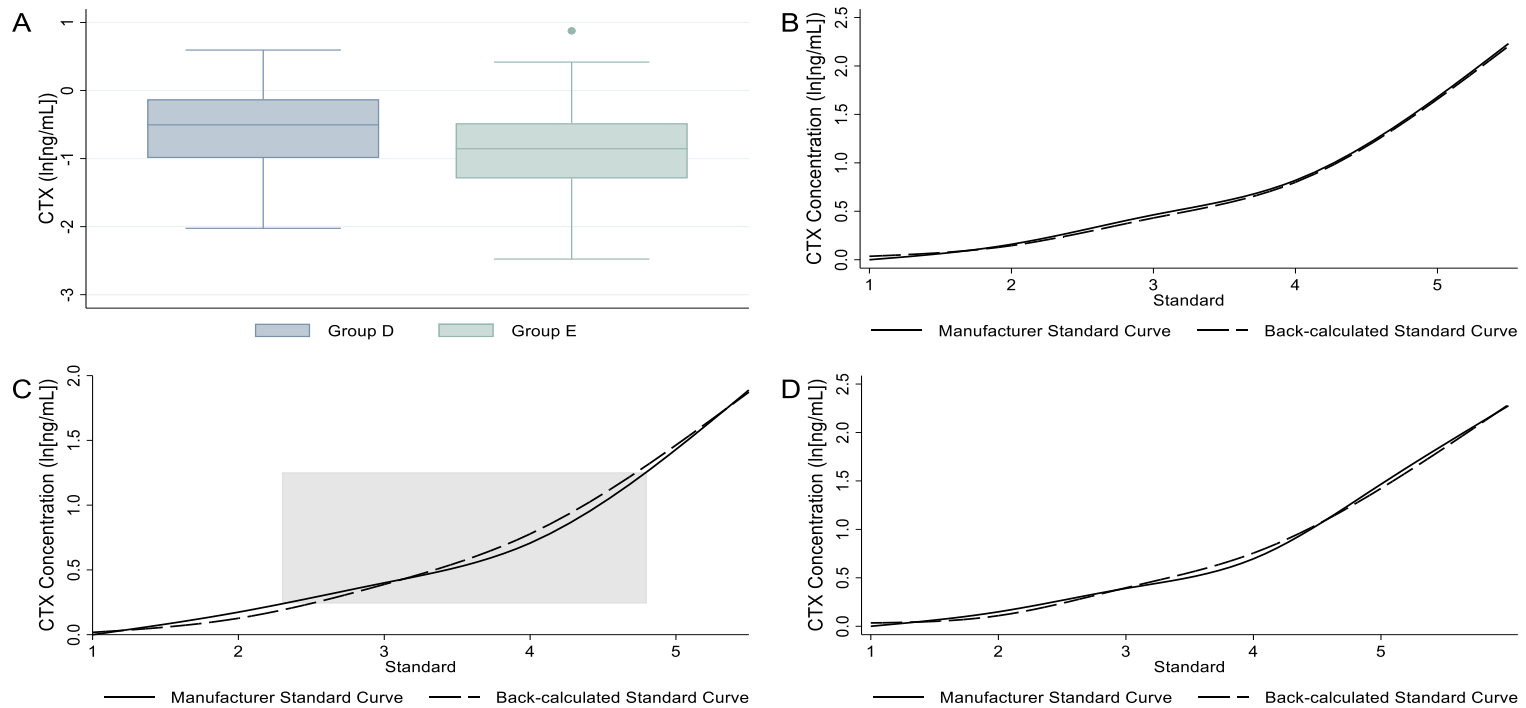 A
CTX (ln[ng/mL])
1
0
-1
-2
-3
Group D
Group E
B
CTX Concentration (ln[ng/mL])
2.5
2.0
1.5
1.0
0.5
0.0
1 2 3 4 5
Standard
Manufacturer Standard Curve
Back-calculated Standard Curve
C
CTX Concentration (ln[ng/mL])
2.0
1.5
1.0
0.5
0.0
1 2 3 4 5
Standard
Manufacturer Standard Curve
Back-calculated Standard Curve
D
CTX Concentration (ln[ng/mL])
2.5
2.0
1.5
1.0
0.5
0.0
1 2 3 4 5
Standard
Manufacturer Standard Curve
Back-calculated Standard Curve